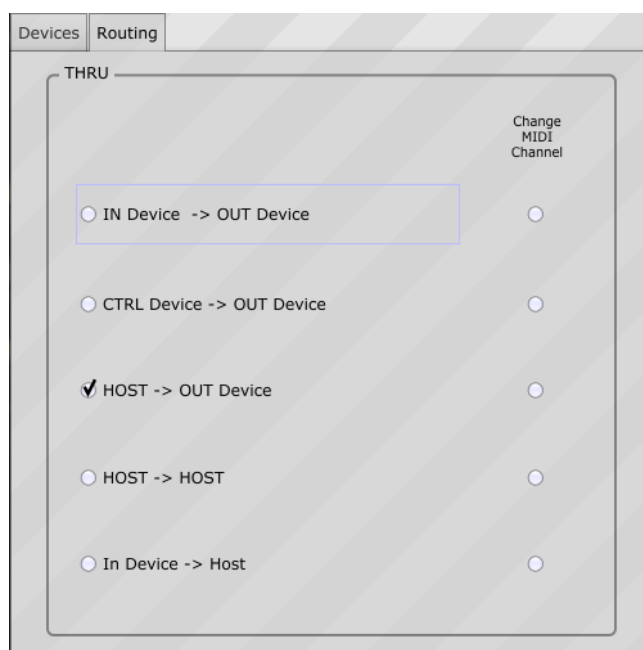 Devices Routing
THRU
Change
MIDI
Channel
IN Device -> OUT Device
CTRL Device -> OUT Device
HOST -> OUT Device
HOST -> HOST
In Device -> Host